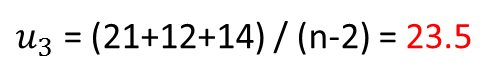 u₃ = (21+12+14) / (n-2) = 23.5